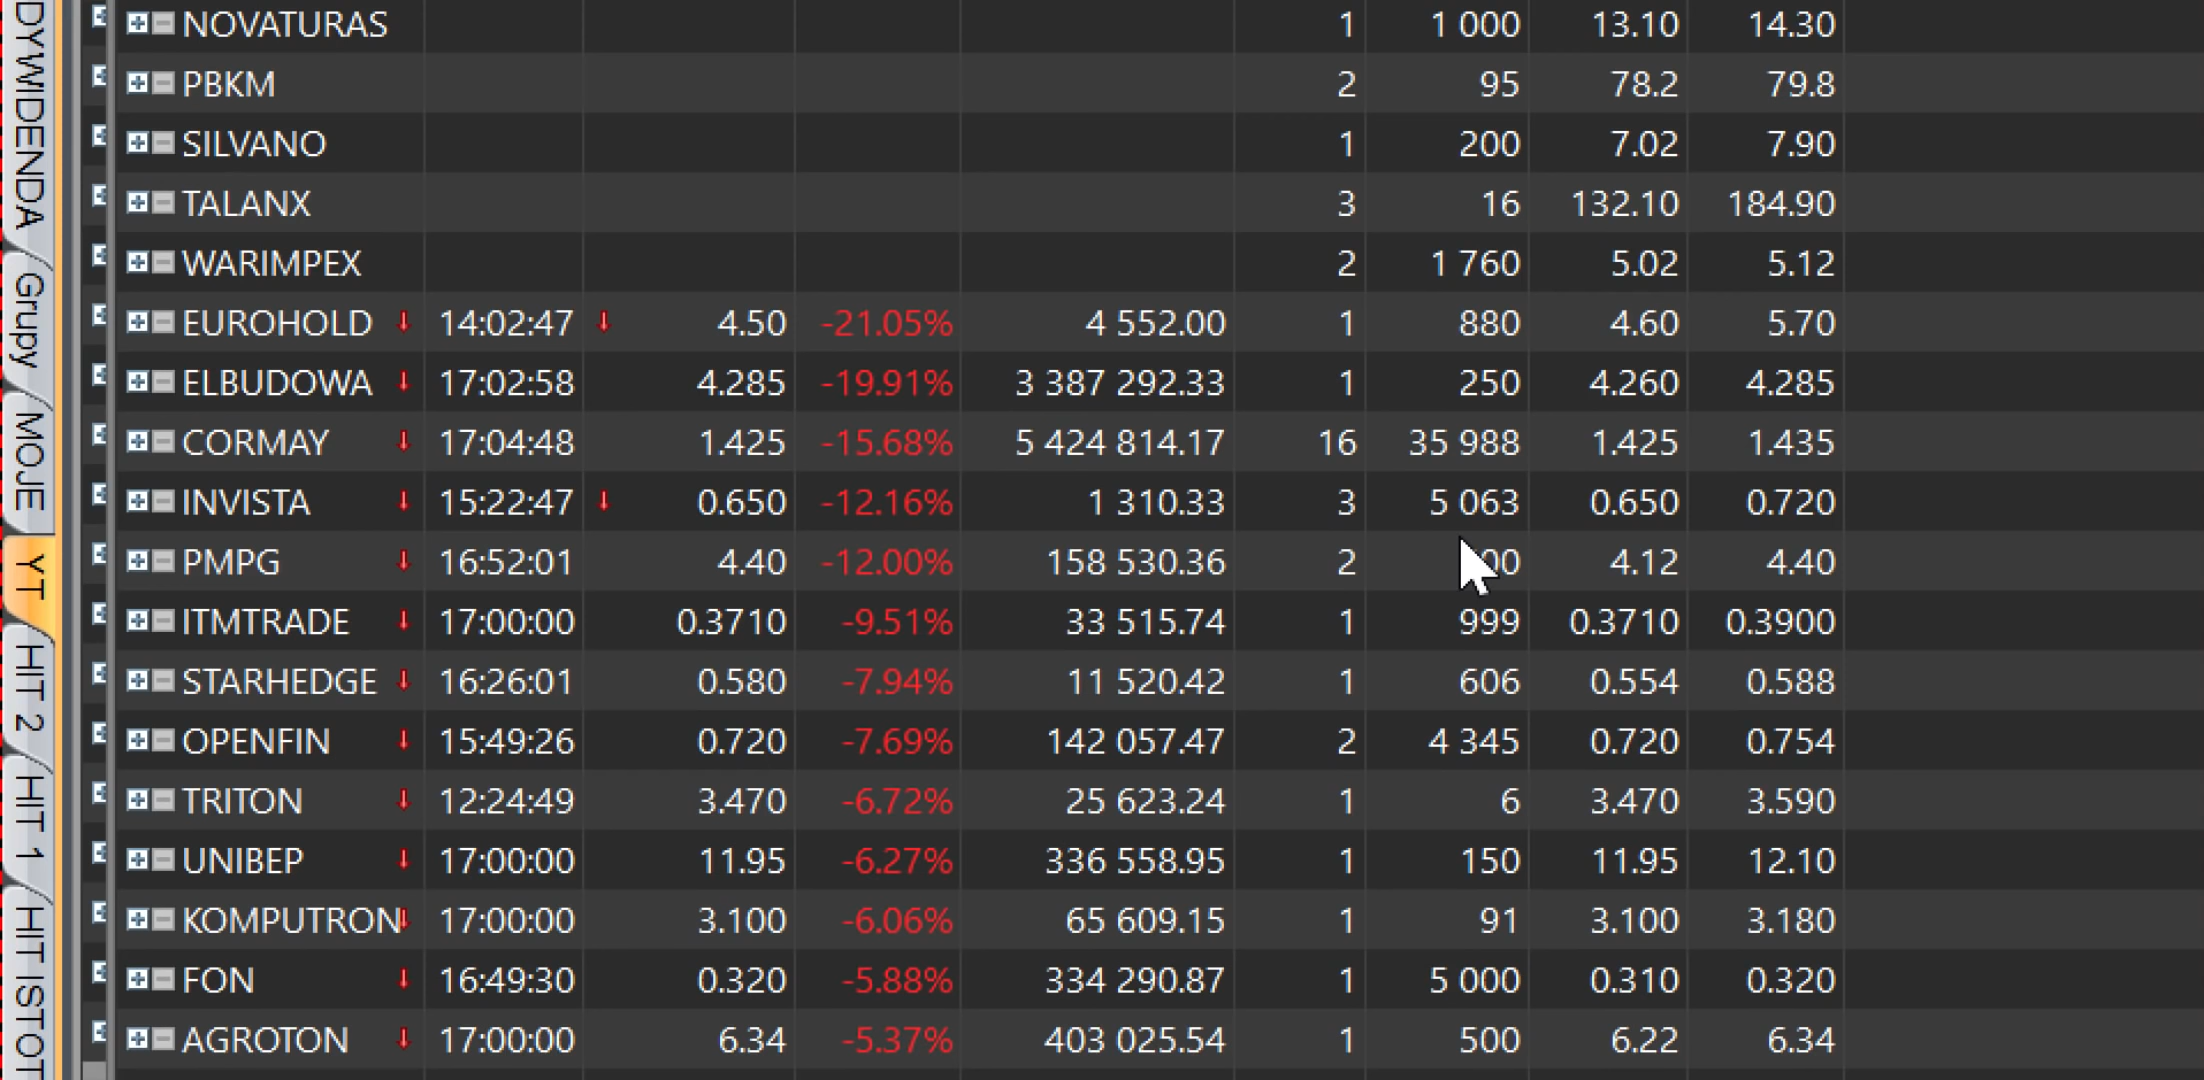 DYWIDENDA
Grupy
MOJE
YT
HIT 2
HIT 1
HIT ISTOT
NOVATURAS 1 1 000 13.10 14.30
PBKM 2 95 78.2 79.8
SILVANO 1 200 7.02 7.90
TALANX 3 16 132.10 184.90
WARIMPEX 2 1 760 5.02 5.12
EUROHOLD 14:02:47 4.50 -21.05% 4 552.00 1 880 4.60 5.70
ELBUDOWA 17:02:58 4.285 -19.91% 3 387 292.33 1 250 4.260 4.285
CORMAY 17:04:48 1.425 -15.68% 5 424 814.17 16 35 988 1.425 1.435
INVISTA 15:22:47 0.650 -12.16% 1 310.33 3 5 063 0.650 0.720
PMPG 16:52:01 4.40 -12.00% 158 530.36 2 4.12 4.40
ITMTRADE 17:00:00 0.3710 -9.51% 33 515.74 1 999 0.3710 0.3900
STARHEDGE 16:26:01 0.580 -7.94% 11 520.42 1 606 0.554 0.588
OPENFIN 15:49:26 0.720 -7.69% 142 057.47 2 4 345 0.720 0.754
TRITON 12:24:49 3.470 -6.72% 25 623.24 1 6 3.470 3.590
UNIBEP 17:00:00 11.95 -6.27% 336 558.95 1 150 11.95 12.10
KOMPUTRON 17:00:00 3.100 -6.06% 65 609.15 1 91 3.100 3.180
FON 16:49:30 0.320 -5.88% 334 290.87 1 5 000 0.310 0.320
AGROTON 17:00:00 6.34 -5.37% 403 025.54 1 500 6.22 6.34